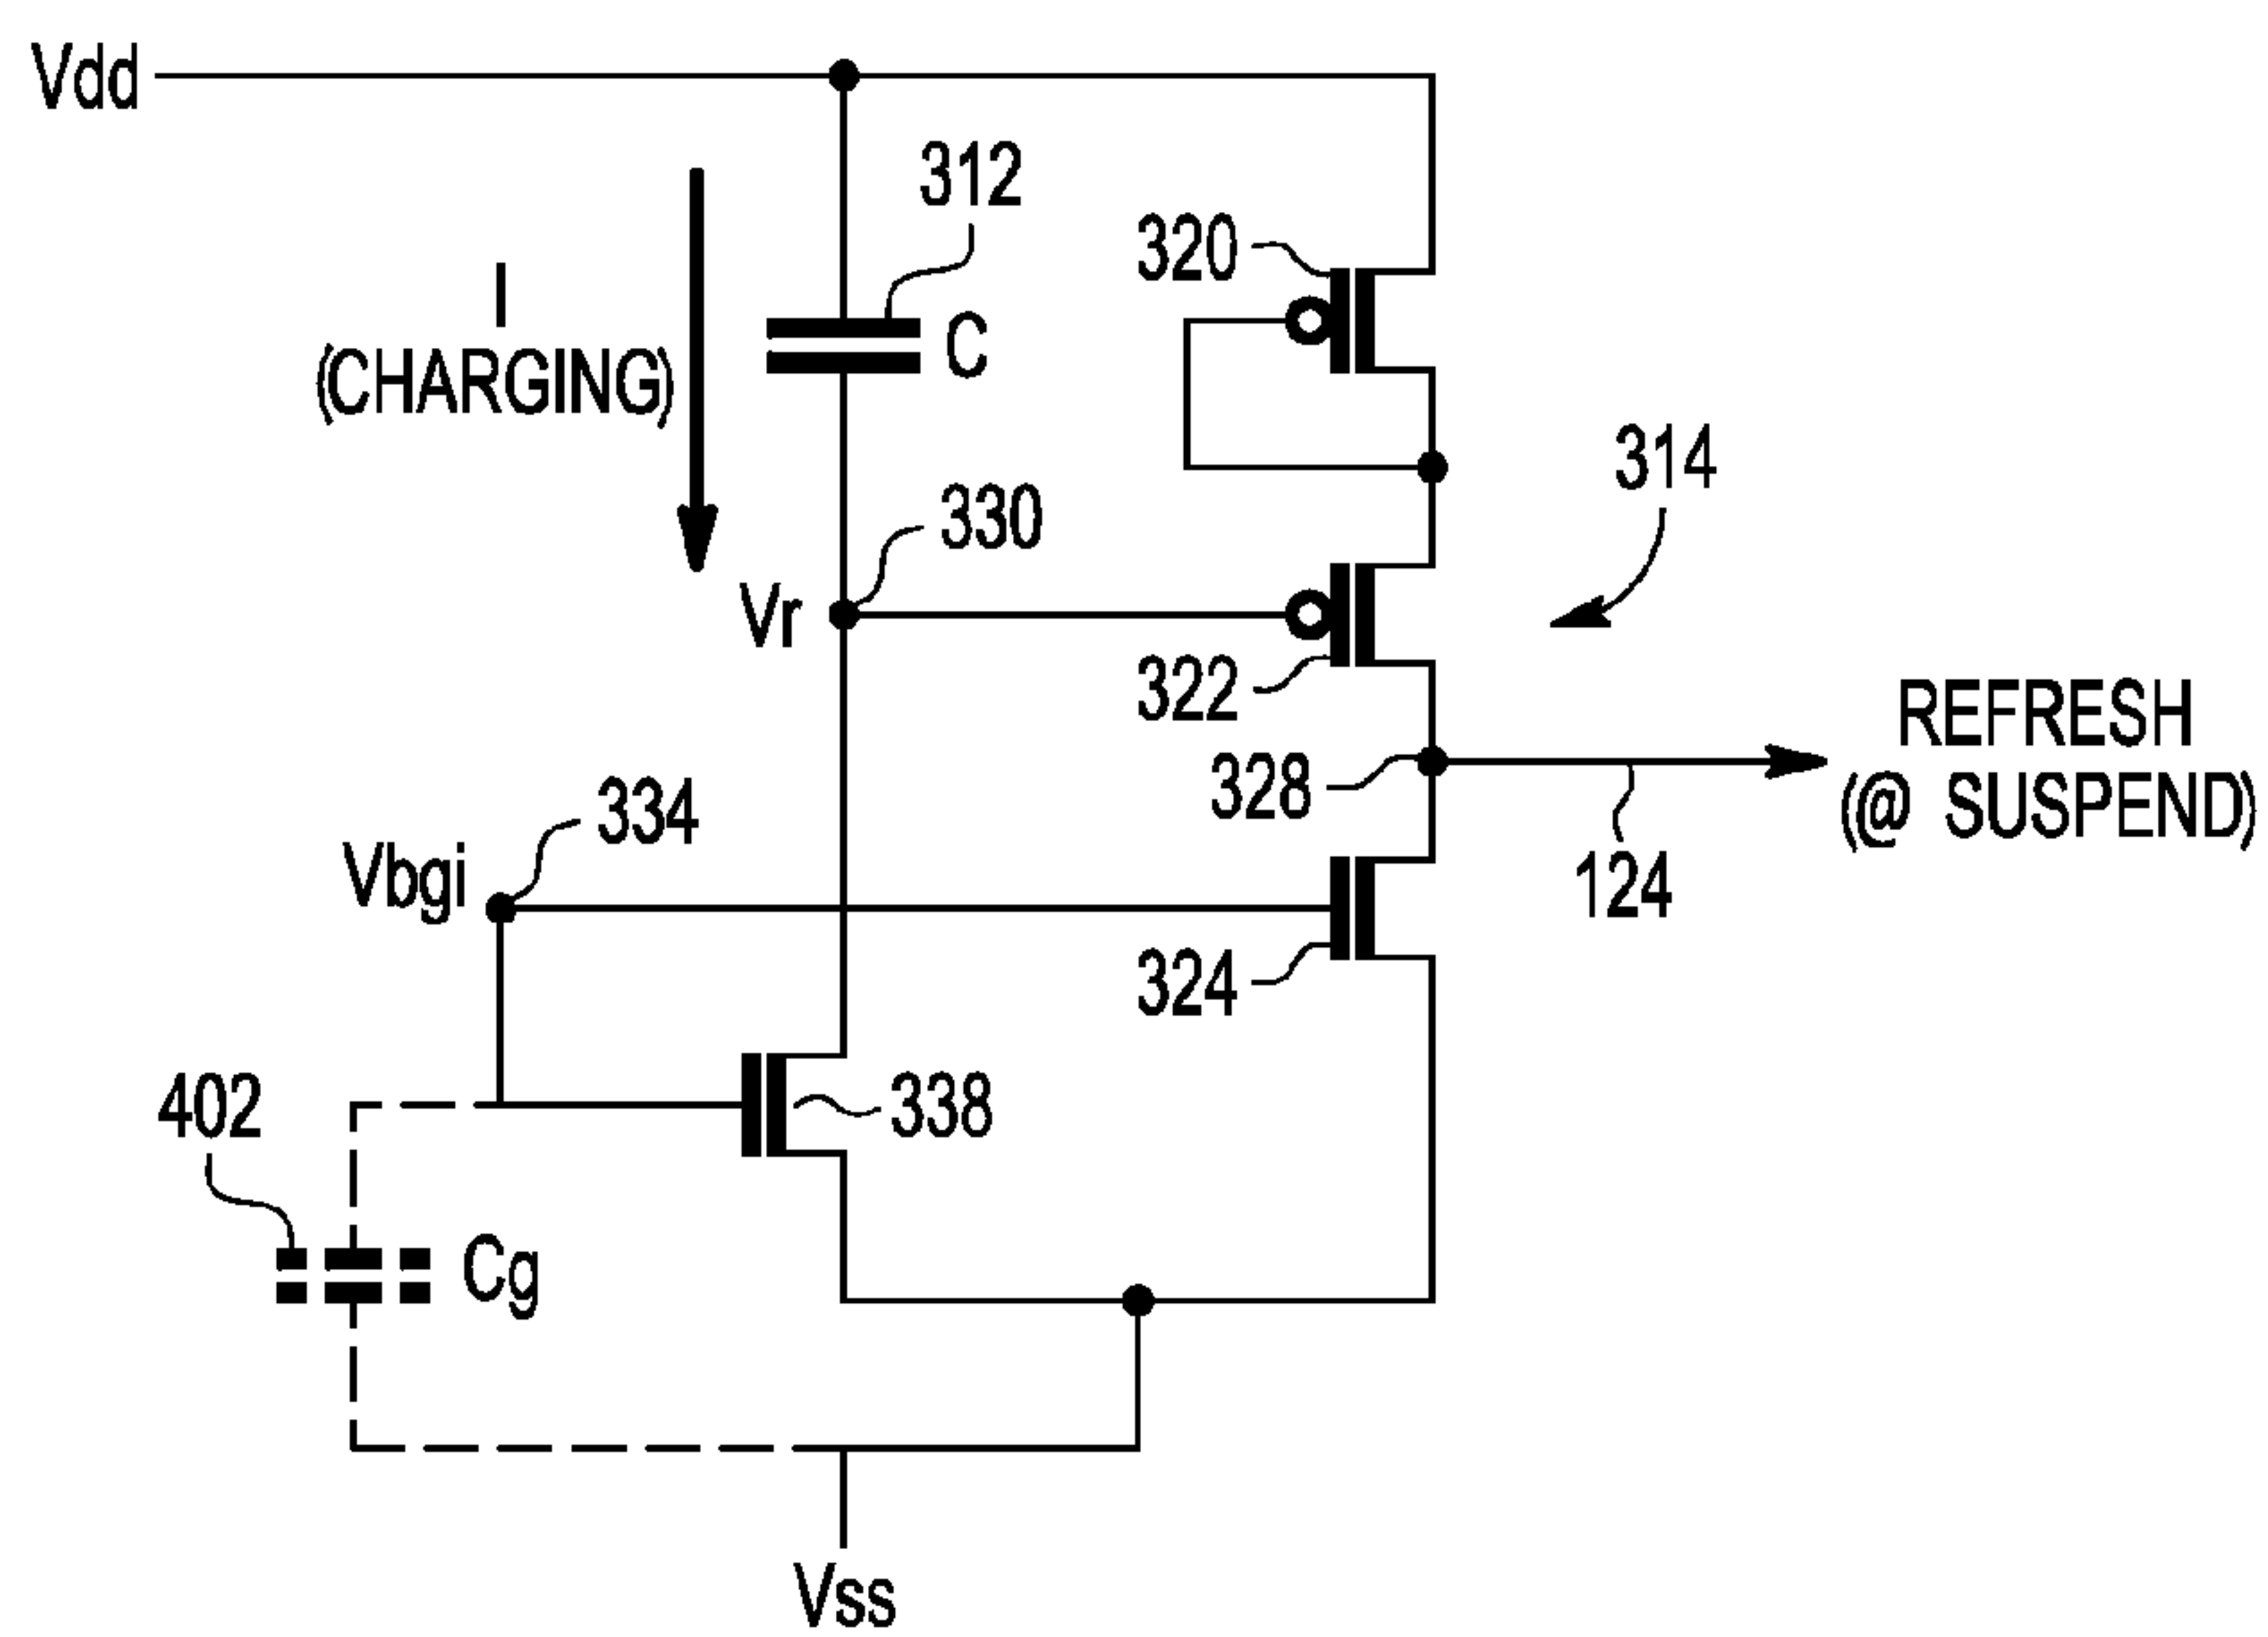 Vdd
312
320
I
(CHARGING)
C
314
330
Vr
322
REFRESH
(@ SUSPEND)
328
334
Vbgi
124
324
402
338
Cg
Vss